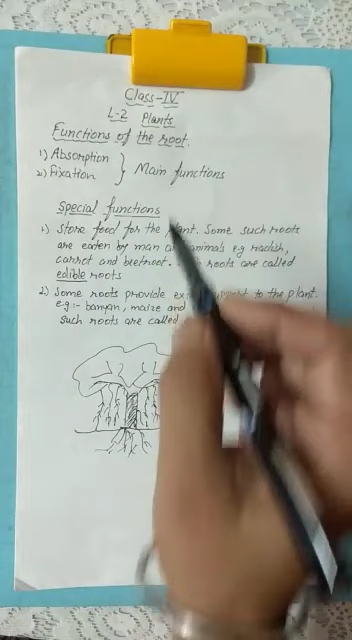 Class-IV
L-2 Plants
Functions of the root.
1) Absorption
2) Fixation } Main functions
Special functions
1) Store food for the plant. Some such roots
are eaten by man animals e.g radish,
carrot and beetroot. roots are called
edible roots
2) Some roots provide to the plant.
e.g:- banyan, maize and
such roots are called